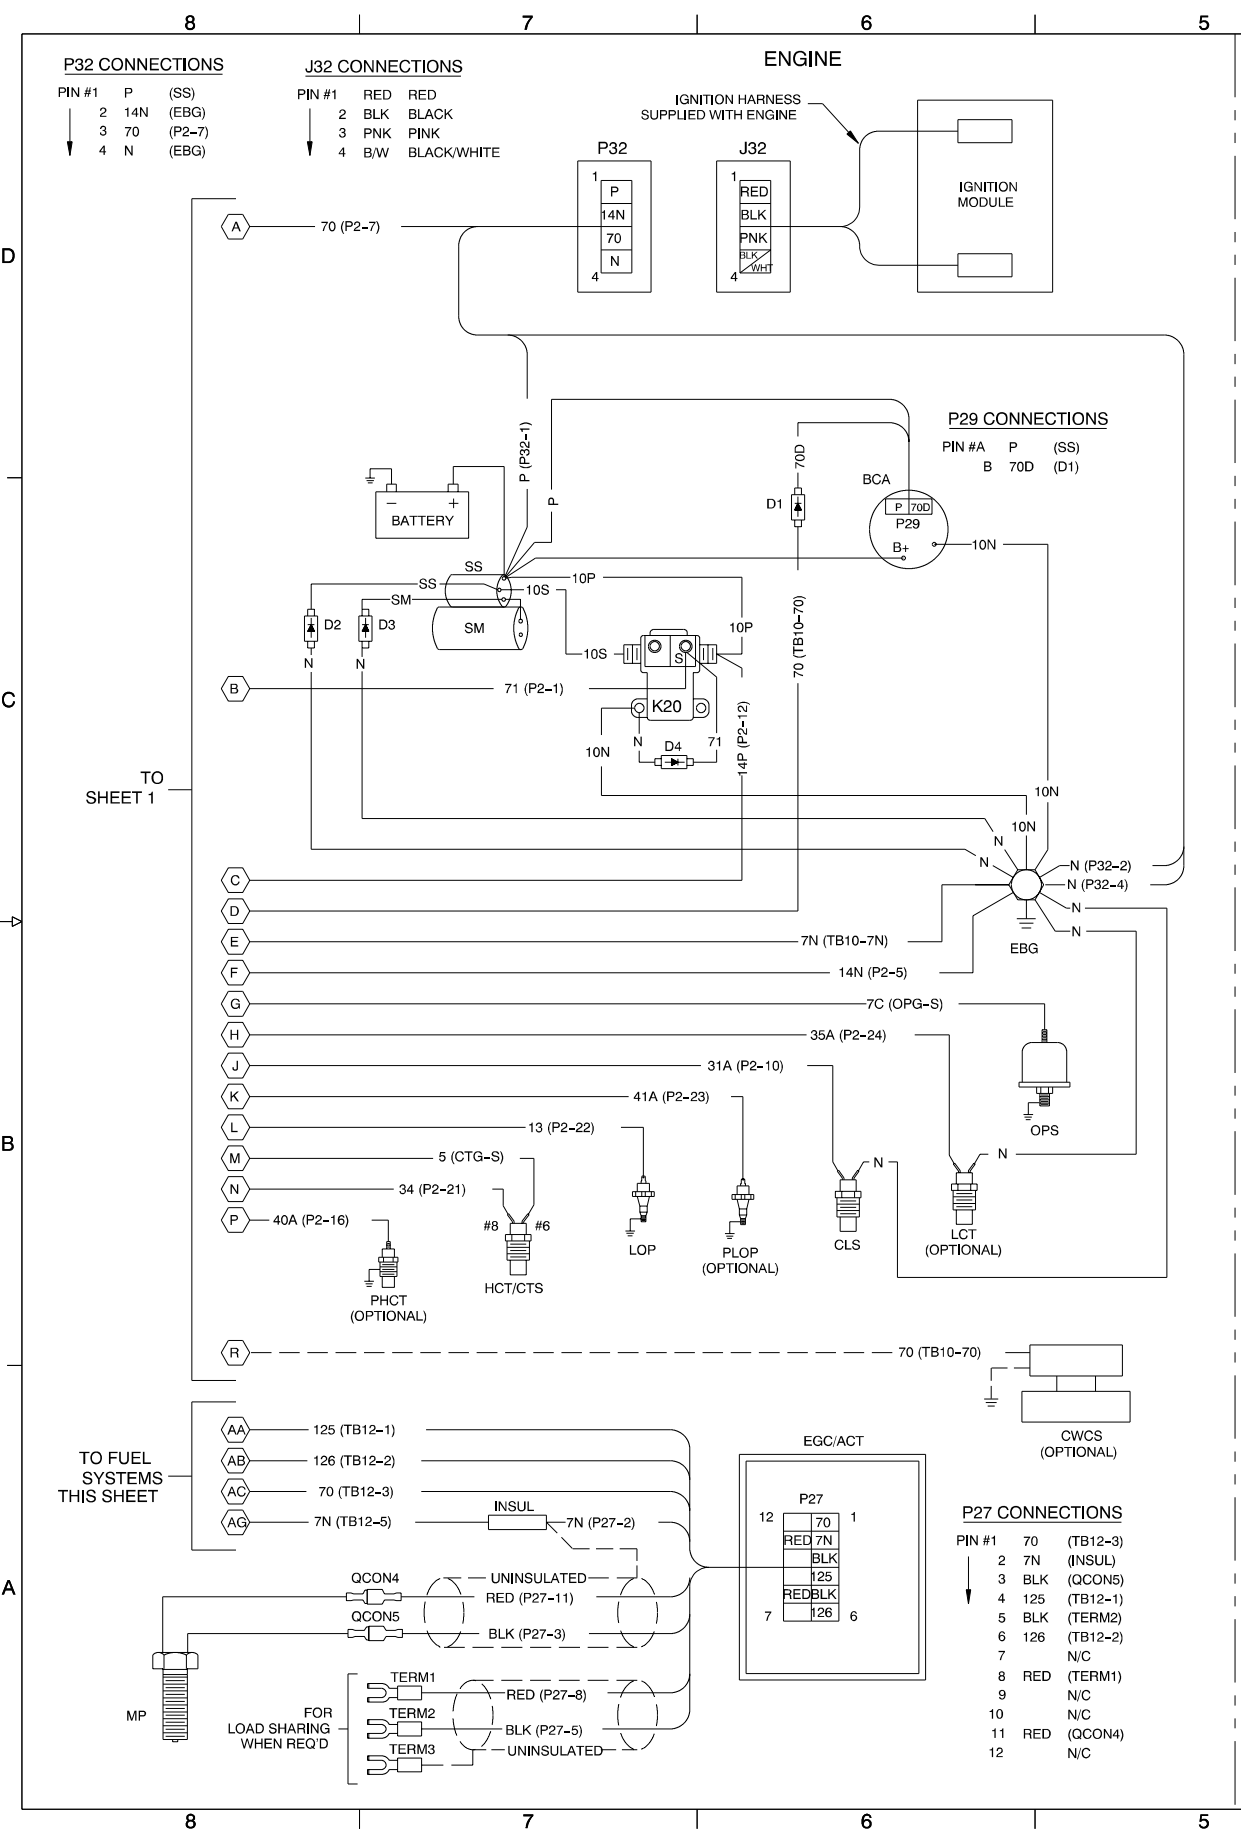 8 7 6 5
ENGINE
P32 CONNECTIONS
PIN #1 P (SS)
2 14N (EBG)
3 70 (P2-7)
4 N (EBG)
J32 CONNECTIONS
PIN #1 RED RED
2 BLK BLACK
3 PNK PINK
4 B/W BLACK/WHITE
IGNITION HARNESS
SUPPLIED WITH ENGINE
P32
1
P
14N
70
N
4
J32
1
RED
BLK
PNK
BLK
WHT
4
IGNITION
MODULE
D
A 70 (P2-7)
P (P32-1)
P
70D
P29 CONNECTIONS
PIN #A P (SS)
B 70D (D1)
BCA
P 70D
P29
B+
10N
D1
- +
BATTERY
SS
SS
10S
10P
SM
SM
D2
D3
N
N
10P
10S
S
K20
70 (TB10-70)
C
B 71 (P2-1)
10N
N
D4
71
14P (P2-12)
TO
SHEET 1
10N
10N
N
N
N (P32-2)
N (P32-4)
N
N
EBG
C
D
E 7N (TB10-7N)
F 14N (P2-5)
G 7C (OPG-S)
H 35A (P2-24)
J 31A (P2-10)
K 41A (P2-23)
L 13 (P2-22)
M 5 (CTG-S)
N 34 (P2-21)
P 40A (P2-16)
B
OPS
N
N
#8 #6
LOP
PLOP
(OPTIONAL)
CLS
LCT
(OPTIONAL)
HCT/CTS
PHCT
(OPTIONAL)
R 70 (TB10-70)
CWCS
(OPTIONAL)
TO FUEL
SYSTEMS
THIS SHEET
AA 125 (TB12-1)
AB 126 (TB12-2)
AC 70 (TB12-3)
AG 7N (TB12-5)
INSUL
7N (P27-2)
EGC/ACT
P27
12 70 1
RED 7N
BLK
125
RED BLK
7 126 6
P27 CONNECTIONS
PIN #1 70 (TB12-3)
2 7N (INSUL)
3 BLK (QCON5)
4 125 (TB12-1)
5 BLK (TERM2)
6 126 (TB12-2)
7 N/C
8 RED (TERM1)
9 N/C
10 N/C
11 RED (QCON4)
12 N/C
A
QCON4
UNINSULATED
RED (P27-11)
QCON5
BLK (P27-3)
MP
FOR
LOAD SHARING
WHEN REQ'D
TERM1
RED (P27-8)
TERM2
BLK (P27-5)
TERM3
UNINSULATED
8 7 6 5